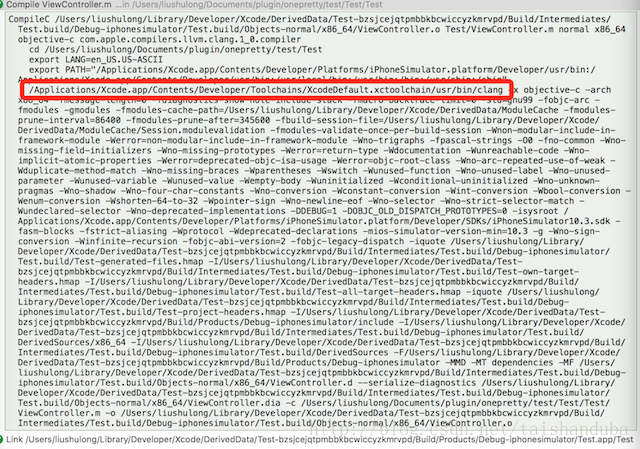 Compile ViewController.m ...in /Users/liushulong/Documents/plugin/onepretty/test/Test/Test
CompileC /Users/liushulong/Library/Developer/Xcode/DerivedData/Test-bzsjcejqtpmbbkbcwiccyzkmrvpd/Build/Intermediates/
Test.build/Debug-iphonesimulator/Test.build/Objects-normal/x86_64/ViewController.o Test/ViewController.m normal x86_64
objective-c com.apple.compilers.llvm.clang.1_0.compiler
cd /Users/liushulong/Documents/plugin/onepretty/test/Test
export LANG=en_US.US-ASCII
export PATH="/Applications/Xcode.app/Contents/Developer/Platforms/iPhoneSimulator.platform/Developer/usr/bin:/
/Applications/Xcode.app/Contents/Developer/Toolchains/XcodeDefault.xctoolchain/usr/bin/clang -x objective-c -arch
x86_64 -fmessage-length=0 -fdiagnostics-show-note-include-stack -fmacro-backtrace-limit=0 -std=gnu99 -fobjc-arc -
fmodules -gmodules -fmodules-cache-path=/Users/liushulong/Library/Developer/Xcode/DerivedData/ModuleCache -fmodules-
prune-interval=86400 -fmodules-prune-after=345600 -fbuild-session-file=/Users/liushulong/Library/Developer/Xcode/
DerivedData/ModuleCache/Session.modulevalidation -fmodules-validate-once-per-build-session -Wnon-modular-include-in-
framework-module -Werror=non-modular-include-in-framework-module -Wno-trigraphs -fpascal-strings -O0 -fno-common -Wno-
missing-field-initializers -Wno-missing-prototypes -Werror=return-type -Wdocumentation -Wunreachable-code -Wno-
implicit-atomic-properties -Werror=deprecated-objc-isa-usage -Werror=objc-root-class -Wno-arc-repeated-use-of-weak -
Wduplicate-method-match -Wno-missing-braces -Wparentheses -Wswitch -Wunused-function -Wno-unused-label -Wno-unused-
parameter -Wunused-variable -Wunused-value -Wempty-body -Wuninitialized -Wconditional-uninitialized -Wno-unknown-
pragmas -Wno-shadow -Wno-four-char-constants -Wno-conversion -Wconstant-conversion -Wint-conversion -Wbool-conversion -
Wenum-conversion -Wshorten-64-to-32 -Wpointer-sign -Wno-newline-eof -Wno-selector -Wno-strict-selector-match -
Wundeclared-selector -Wno-deprecated-implementations -DDEBUG=1 -DOBJC_OLD_DISPATCH_PROTOTYPES=0 -isysroot /
Applications/Xcode.app/Contents/Developer/Platforms/iPhoneSimulator.platform/Developer/SDKs/iPhoneSimulator10.3.sdk -
fasm-blocks -fstrict-aliasing -Wprotocol -Wdeprecated-declarations -mios-simulator-version-min=10.3 -g -Wno-sign-
conversion -Winfinite-recursion -fobjc-abi-version=2 -fobjc-legacy-dispatch -iquote /Users/liushulong/Library/
Developer/Xcode/DerivedData/Test-bzsjcejqtpmbbkbcwiccyzkmrvpd/Build/Intermediates/Test.build/Debug-iphonesimulator/
Test.build/Test-generated-files.hmap -I/Users/liushulong/Library/Developer/Xcode/DerivedData/Test-
bzsjcejqtpmbbkbcwiccyzkmrvpd/Build/Intermediates/Test.build/Debug-iphonesimulator/Test.build/Test-own-target-
headers.hmap -I/Users/liushulong/Library/Developer/Xcode/DerivedData/Test-bzsjcejqtpmbbkbcwiccyzkmrvpd/Build/
Intermediates/Test.build/Debug-iphonesimulator/Test.build/Test-all-target-headers.hmap -iquote /Users/liushulong/
Library/Developer/Xcode/DerivedData/Test-bzsjcejqtpmbbkbcwiccyzkmrvpd/Build/Intermediates/Test.build/Debug-
iphonesimulator/Test.build/Test-project-headers.hmap -I/Users/liushulong/Library/Developer/Xcode/DerivedData/Test-
bzsjcejqtpmbbkbcwiccyzkmrvpd/Build/Products/Debug-iphonesimulator/include -I/Users/liushulong/Library/Developer/Xcode/
DerivedData/Test-bzsjcejqtpmbbkbcwiccyzkmrvpd/Build/Intermediates/Test.build/Debug-iphonesimulator/Test.build/
DerivedSources/x86_64 -I/Users/liushulong/Library/Developer/Xcode/DerivedData/Test-bzsjcejqtpmbbkbcwiccyzkmrvpd/Build/
Intermediates/Test.build/Debug-iphonesimulator/Test.build/DerivedSources -F/Users/liushulong/Library/Developer/Xcode/
DerivedData/Test-bzsjcejqtpmbbkbcwiccyzkmrvpd/Build/Products/Debug-iphonesimulator -MMD -MT dependencies -MF /Users/
liushulong/Library/Developer/Xcode/DerivedData/Test-bzsjcejqtpmbbkbcwiccyzkmrvpd/Build/Intermediates/Test.build/Debug-
iphonesimulator/Test.build/Objects-normal/x86_64/ViewController.d --serialize-diagnostics /Users/liushulong/Library/
Developer/Xcode/DerivedData/Test-bzsjcejqtpmbbkbcwiccyzkmrvpd/Build/Intermediates/Test.build/Debug-iphonesimulator/
Test.build/Objects-normal/x86_64/ViewController.dia -c /Users/liushulong/Documents/plugin/onepretty/test/Test/Test/
ViewController.m -o /Users/liushulong/Library/Developer/Xcode/DerivedData/Test-bzsjcejqtpmbbkbcwiccyzkmrvpd/Build/
Intermediates/Test.build/Debug-iphonesimulator/Test.build/Objects-normal/x86_64/ViewController.o
http://blog.csdn.net/taishanduba
Link /Users/liushulong/Library/Developer/Xcode/DerivedData/Test-bzsjcejqtpmbbkbcwiccyzkmrvpd/Build/Products/Debug-iphonesimulator/Test.app/Test